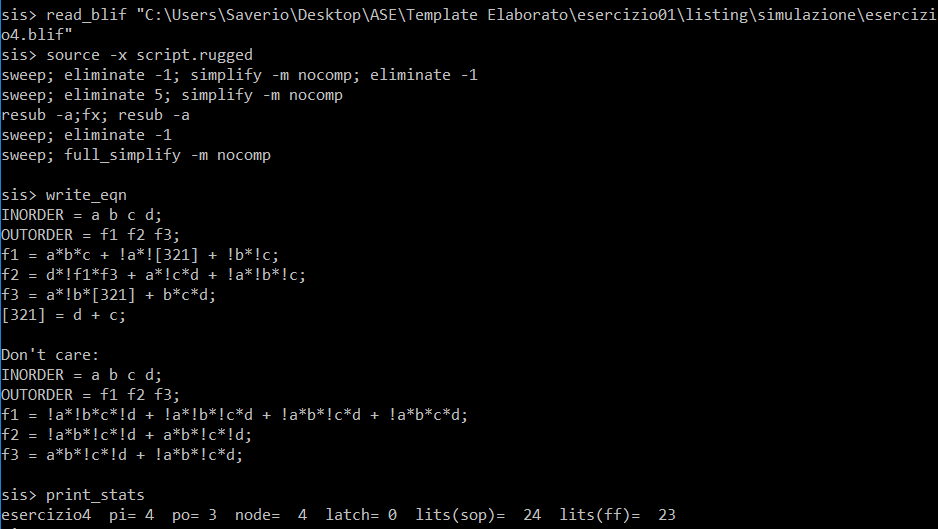 sis> read_blif "C:\Users\Saverio\Desktop\ASE\Template Elaborato\esercizio01\listing\simulazione\esercizi
o4.blif"
sis> source -x script.rugged
sweep; eliminate -1; simplify -m nocomp; eliminate -1
sweep; eliminate 5; simplify -m nocomp
resub -a;fx; resub -a
sweep; eliminate -1
sweep; full_simplify -m nocomp
sis> write_eqn
INORDER = a b c d;
OUTORDER = f1 f2 f3;
f1 = a*b*c + !a*![321] + !b*!c;
f2 = d*!f1*f3 + a*!c*d + !a*!b*!c;
f3 = a*!b*[321] + b*c*d;
[321] = d + c;
Don't care:
INORDER = a b c d;
OUTORDER = f1 f2 f3;
f1 = !a*!b*c*!d + !a*!b*!c*d + !a*b*!c*d + !a*b*c*d;
f2 = !a*b*!c*!d + a*b*!c*!d;
f3 = a*b*!c*!d + !a*b*!c*d;
sis> print_stats
esercizio4  pi= 4  po= 3  node=  4  latch= 0  lits(sop)=  24  lits(ff)=  23